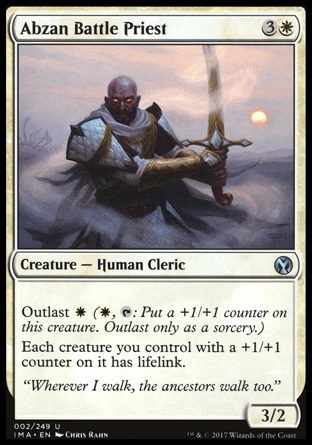 Abzan Battle Priest 3
Creature — Human Cleric
Outlast (, : Put a +1/+1 counter on
this creature. Outlast only as a sorcery.)
Each creature you control with a +1/+1
counter on it has lifelink.
“Wherever I walk, the ancestors walk too.”
3/2
002/249 U
IMA • EN Chris Rahn
™ & © 2017 Wizards of the Coast